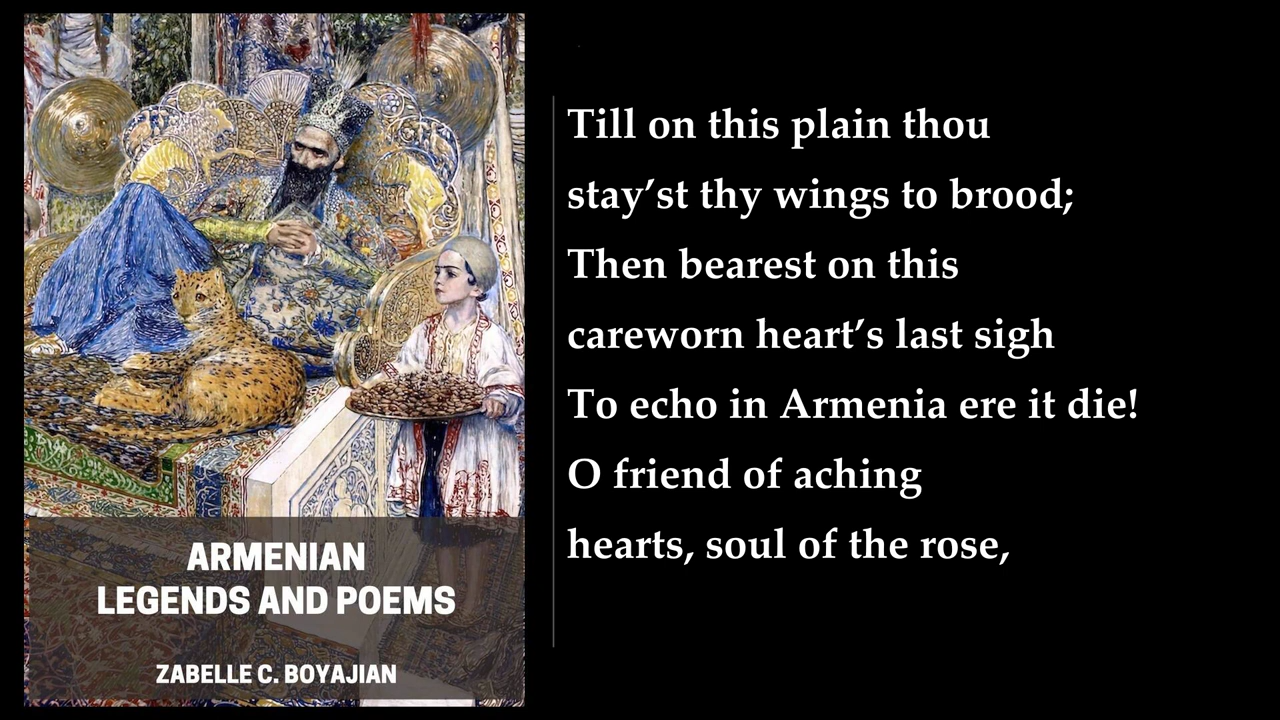 ARMENIAN
LEGENDS AND POEMS
ZABELLE C. BOYAJIAN
Till on this plain thou
stay’st thy wings to brood;
Then bearest on this
careworn heart’s last sigh
To echo in Armenia ere it die!
O friend of aching
hearts, soul of the rose,